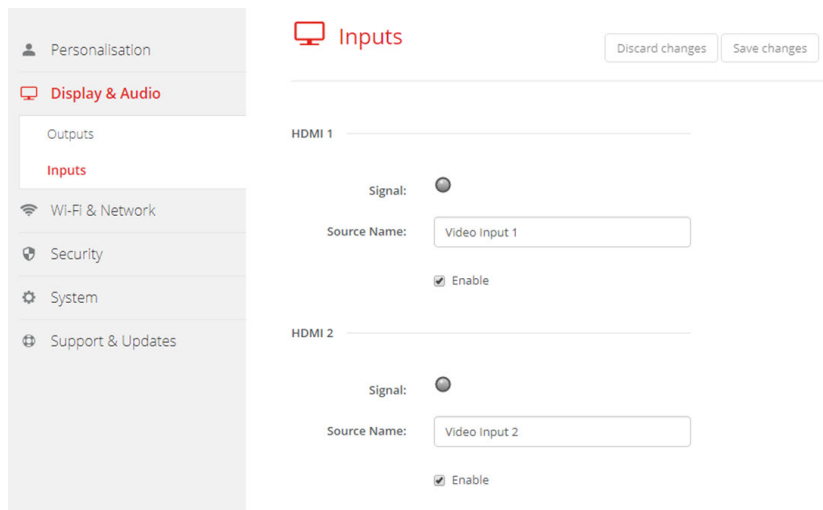 Personalisation
Display & Audio
Outputs
Inputs
Wi-Fi & Network
Security
System
Support & Updates
Inputs
Discard changes
Save changes
HDMI 1
Signal:
Source Name:
Video Input 1
Enable
HDMI 2
Signal:
Source Name:
Video Input 2
Enable